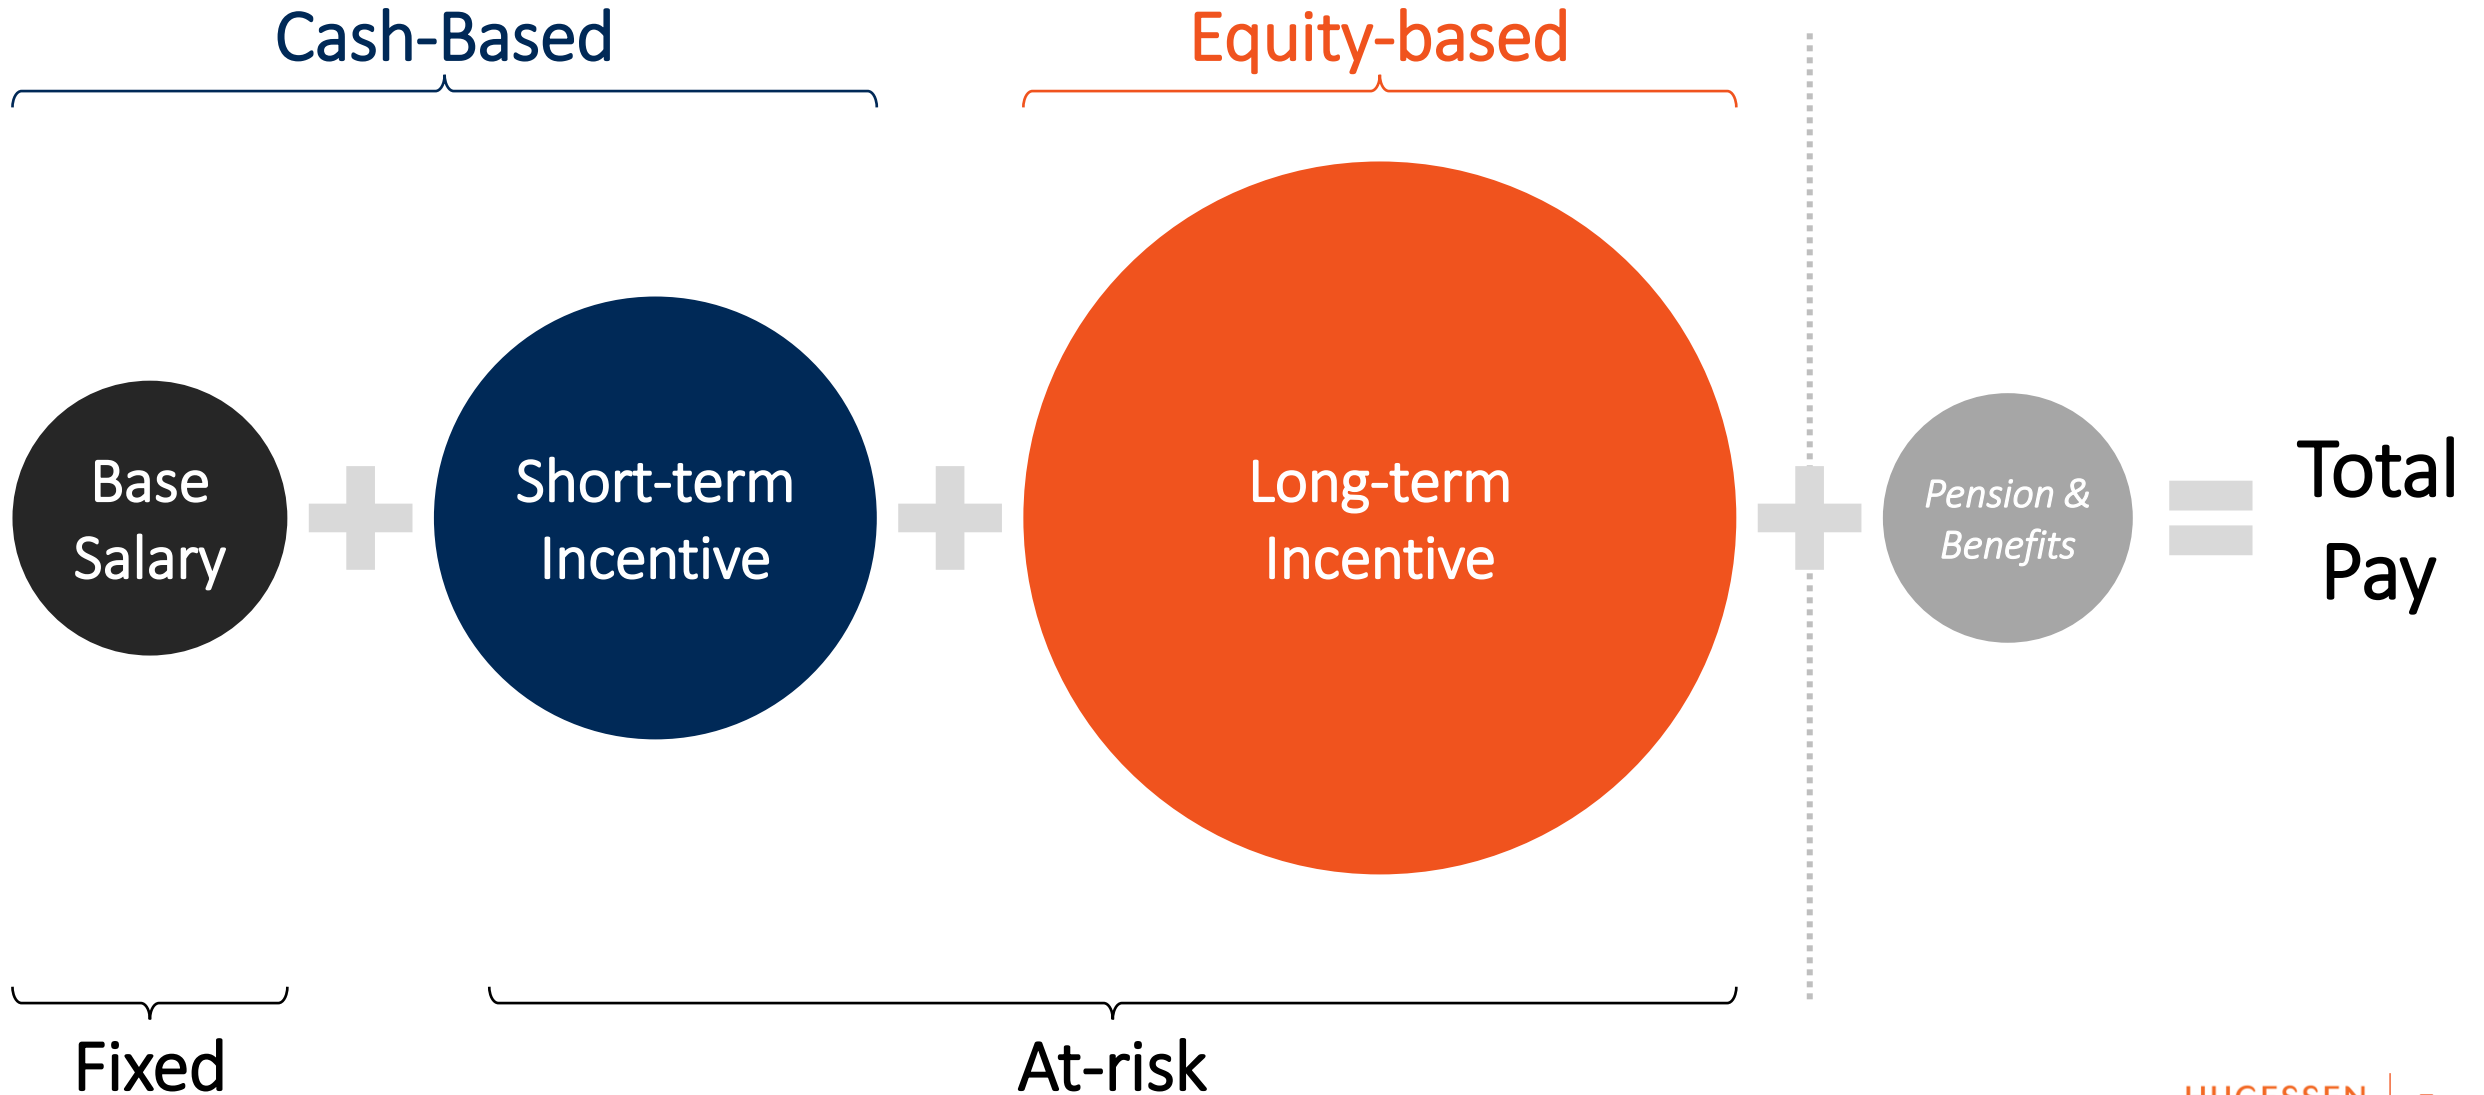 Cash-Based
Equity-based
Base
Salary
Short-term
Incentive
Long-term
Incentive
Pension &
Benefits
Total
Pay
Fixed
At-risk
HUGESSEN